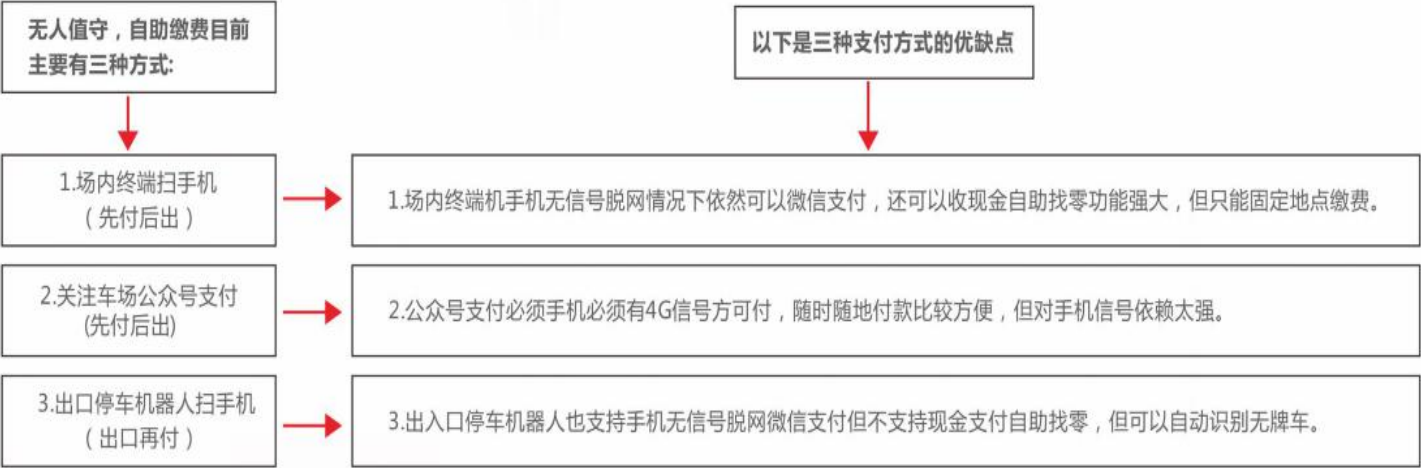 无人值守，自助缴费目前
主要有三种方式:
以下是三种支付方式的优缺点
1.场内终端扫手机
（先付后出）
1.场内终端机手机无信号脱网情况下依然可以微信支付，还可以收现金自助找零功能强大，但只能固定地点缴费。
2.关注车场公众号支付
(先付后出)
2.公众号支付必须手机必须有4G信号方可付，随时随地付款比较方便，但对手机信号依赖太强。
3.出口停车机器人扫手机
（出口再付）
3.出入口停车机器人也支持手机无信号脱网微信支付但不支持现金支付自助找零，但可以自动识别无牌车。